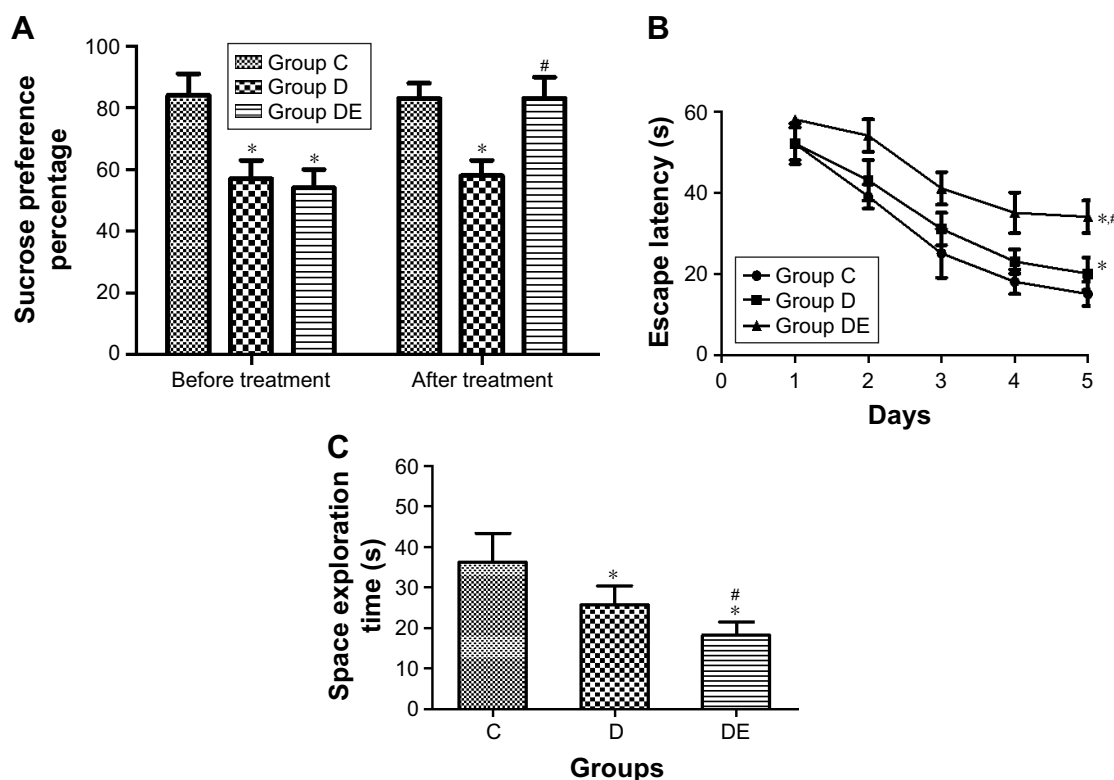 A
Sucrose preference
percentage
100
80
60
40
20
0
Group C
Group D
Group DE
*
*
*
#
Before treatment
After treatment
B
Escape latency (s)
60
40
20
0
Group C
Group D
Group DE
*,#
*
0 1 2 3 4 5
Days
C
Space exploration
time (s)
60
50
40
30
20
10
0
*
#
*
C D DE
Groups